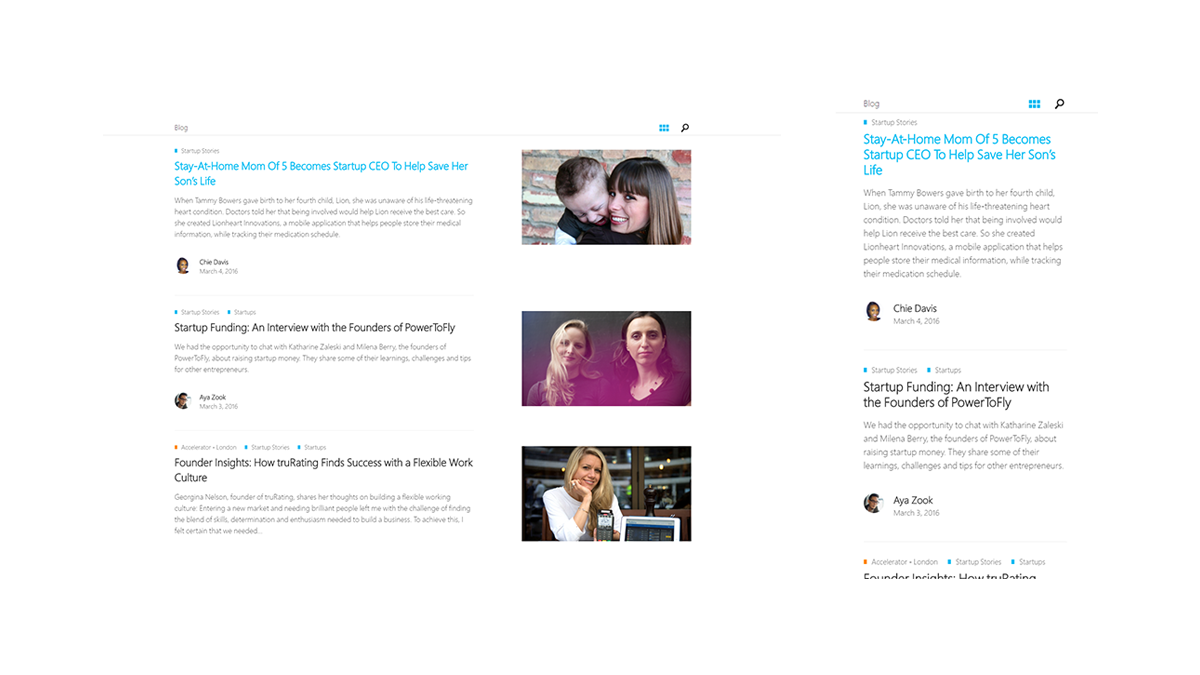 Blog
Startup Stories
Stay-At-Home Mom Of 5 Becomes Startup CEO To Help Save Her
Son's Life
When Tammy Bowers gave birth to her fourth child, Lion, she was unaware of his life-threatening
heart condition. Doctors told her that being involved would help Lion receive the best care. So
she created Lionheart Innovations, a mobile application that helps people store their medical
information, while tracking their medication schedule.
Chie Davis
March 4, 2016
Startup Stories Startups
Startup Funding: An Interview with the Founders of PowerToFly
We had the opportunity to chat with Katharine Zaleski and Milena Berry, the founders of
PowerToFly, about raising startup money. They share some of their learnings, challenges and tips
for other entrepreneurs.
Aya Zook
March 3, 2016
Accelerator • London Startup Stories Startups
Founder Insights: How truRating Finds Success with a Flexible Work
Culture
Georgina Nelson, founder of truRating, shares her thoughts on building a flexible working
culture: Entering a new market and needing brilliant people left me with the challenge of finding
the blend of skills, determination and enthusiasm needed to build a business. To achieve this, I
felt certain that we needed...
Blog
Startup Stories
Stay-At-Home Mom Of 5 Becomes
Startup CEO To Help Save Her Son's
Life
When Tammy Bowers gave birth to her fourth child,
Lion, she was unaware of his life-threatening heart
condition. Doctors told her that being involved would
help Lion receive the best care. So she created
Lionheart Innovations, a mobile application that helps
people store their medical information, while tracking
their medication schedule.
Chie Davis
March 4, 2016
Startup Stories Startups
Startup Funding: An Interview with
the Founders of PowerToFly
We had the opportunity to chat with Katharine Zaleski
and Milena Berry, the founders of PowerToFly, about
raising startup money. They share some of their
learnings, challenges and tips for other entrepreneurs.
Aya Zook
March 3, 2016
Accelerator • London Startup Stories Startups
Founder Insights: How truRating